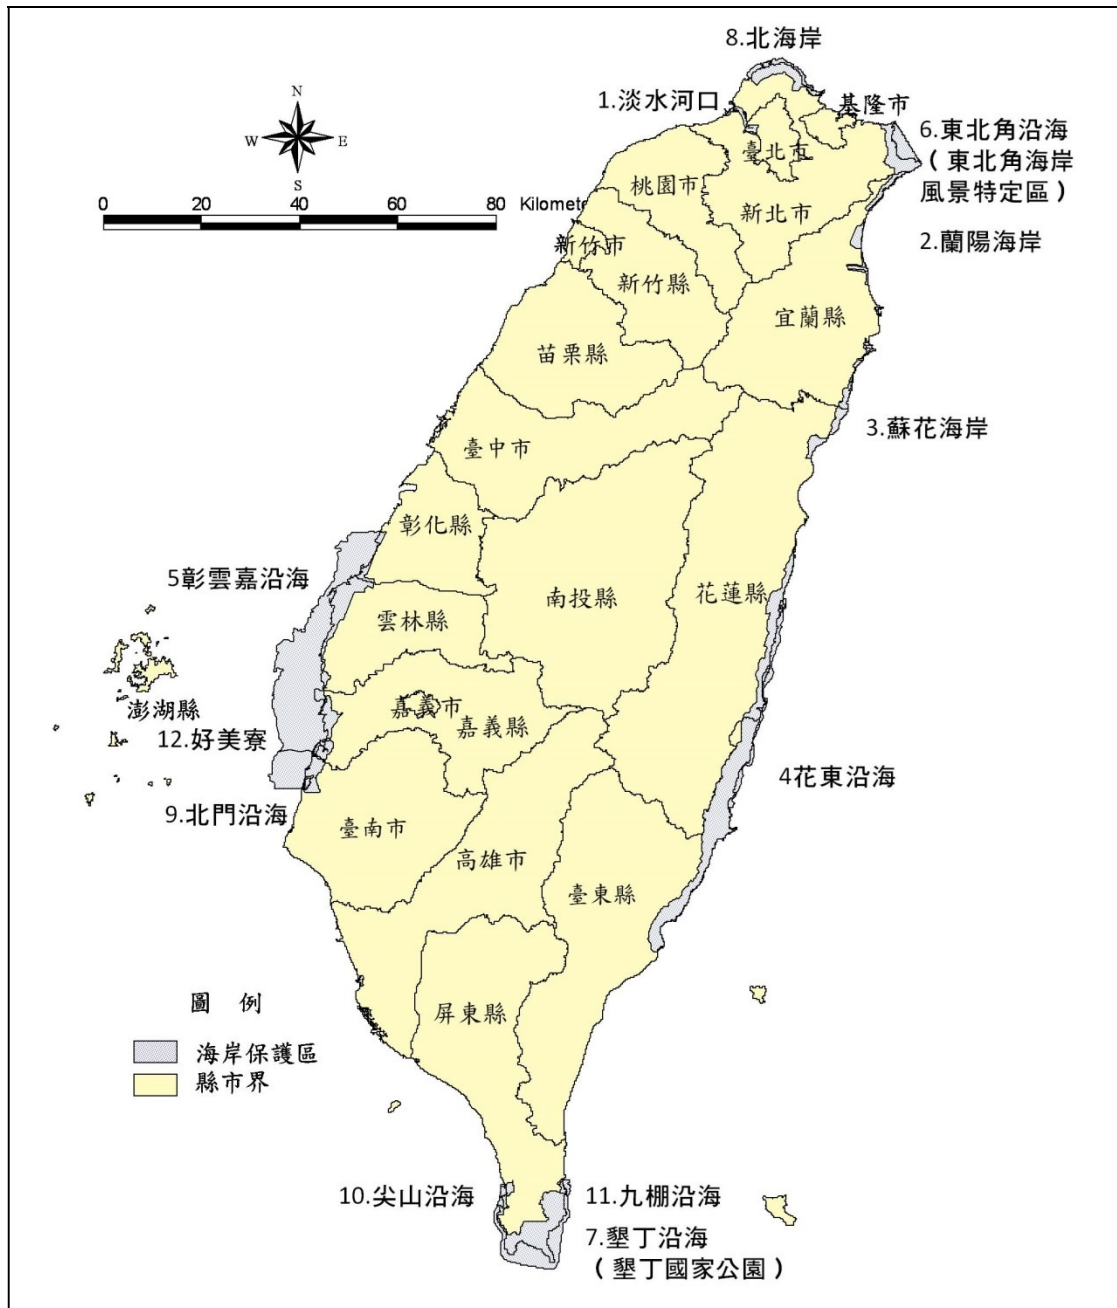 8.北海岸
1.淡水河口
基隆市
6.東北角沿海
(東北角海岸
風景特定區)
臺北市
桃園市
新北市
N
W
E
S
0
20
40
60
80
Kilomete
2.蘭陽海岸
新竹市
新竹縣
宜蘭縣
苗栗縣
3.蘇花海岸
臺中市
彰化縣
5彰雲嘉沿海
南投縣
花蓮縣
雲林縣
澎湖縣
嘉義市
嘉義縣
12.好美寮
4花東沿海
9.北門沿海
臺南市
高雄市
臺東縣
圖 例
海岸保護區
縣市界
屏東縣
10.尖山沿海
11.九棚沿海
7.墾丁沿海
(墾丁國家公園)